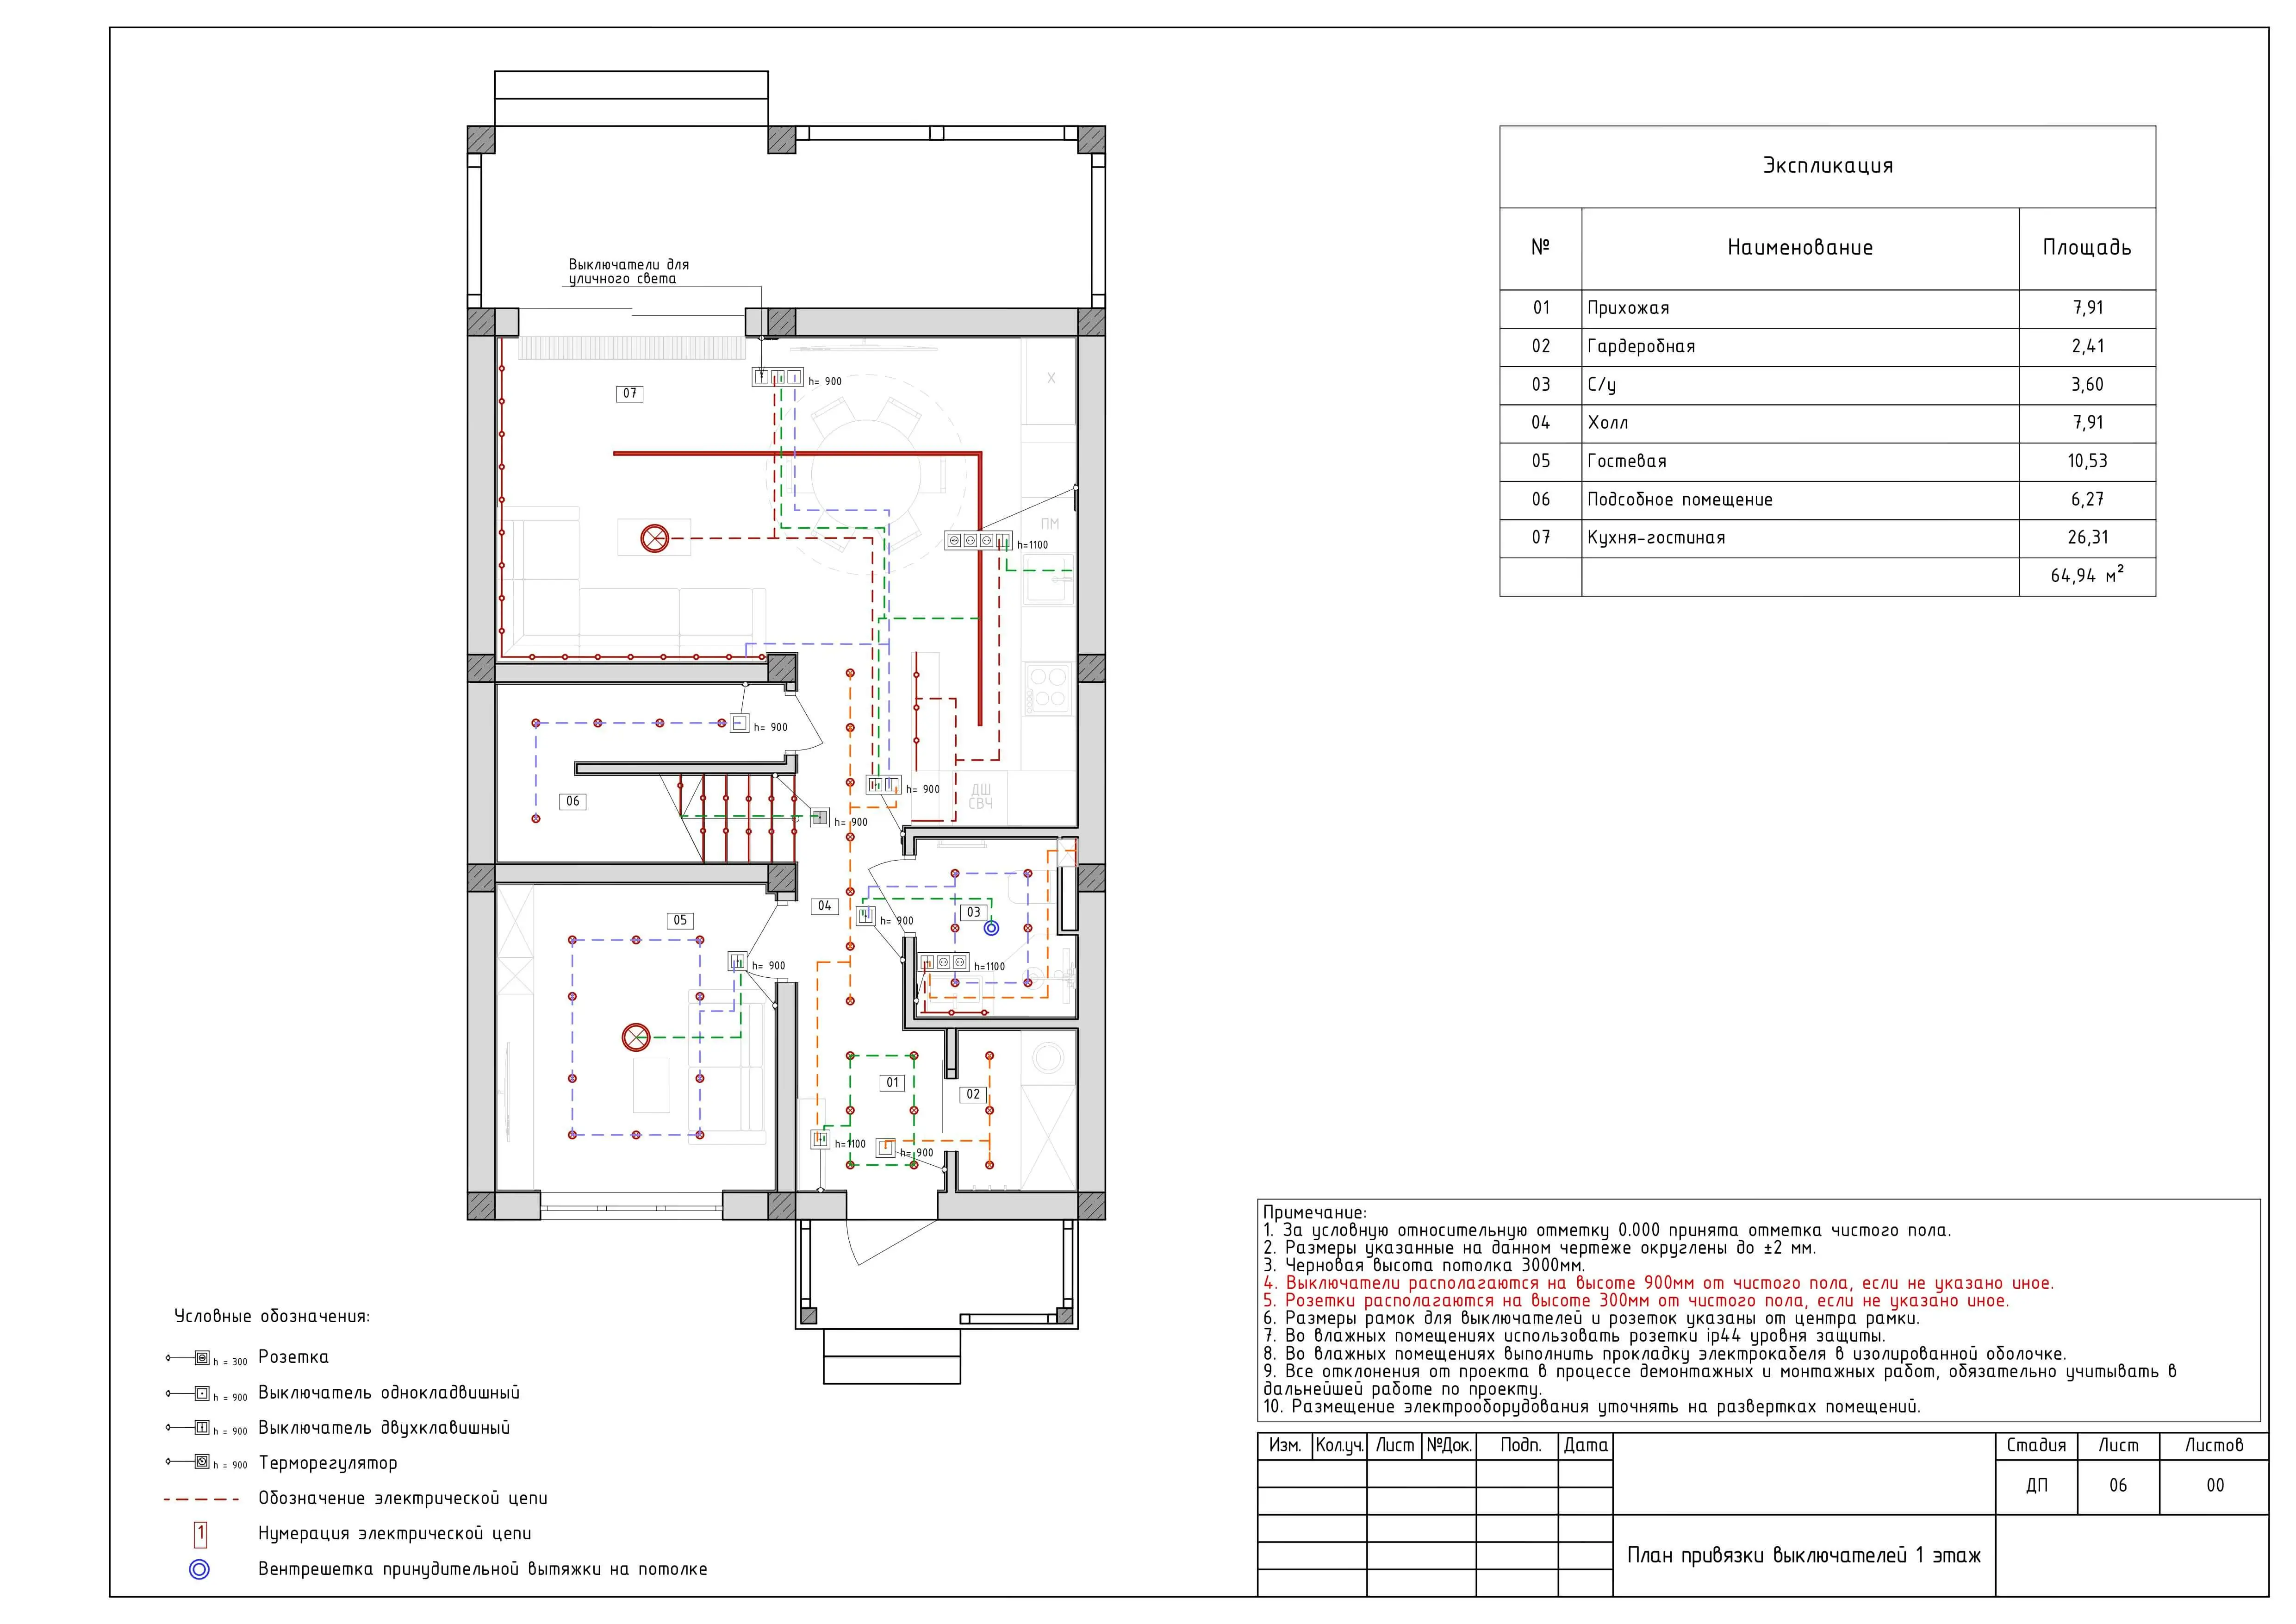 Экспликация
№ Наименование Площадь
01 Прихожая 7,91
02 Гардеробная 2,41
03 С/у 3,60
04 Холл 7,91
05 Гостевая 10,53
06 Подсобное помещение 6,27
07 Кухня-гостиная 26,31
64,94 м²
Выключатели для
уличного света
h= 900
07
Х
ПМ
h=1100
h= 900
06
h= 900
ДШ
СВЧ
h= 900
04
05
03
h= 900
h= 900
h=1100
01
02
h=1100
h= 900
Условные обозначения:
h = 300 Розетка
h = 900 Выключатель однокладвишный
h = 900 Выключатель двухклавишный
h = 900 Терморегулятор
Обозначение электрической цепи
1 Нумерация электрической цепи
Вентрешетка принудительной вытяжки на потолке
Примечание:
1. За условную относительную отметку 0.000 принята отметка чистого пола.
2. Размеры указанные на данном чертеже округлены до ±2 мм.
3. Черновая высота потолка 3000мм.
4. Выключатели располагаются на высоте 900мм от чистого пола, если не указано иное.
5. Розетки располагаются на высоте 300мм от чистого пола, если не указано иное.
6. Размеры рамок для выключателей и розеток указаны от центра рамки.
7. Во влажных помещениях использовать розетки ip44 уровня защиты.
8. Во влажных помещениях выполнить прокладку электрокабеля в изолированной оболочке.
9. Все отклонения от проекта в процессе демонтажных и монтажных работ, обязательно учитывать в
дальнейшей работе по проекту.
10. Размещение электрооборудования уточнять на развертках помещений.
Изм. Кол.уч. Лист №Док. Подп. Дата
Стадия Лист Листов
ДП 06 00
План привязки выключателей 1 этаж